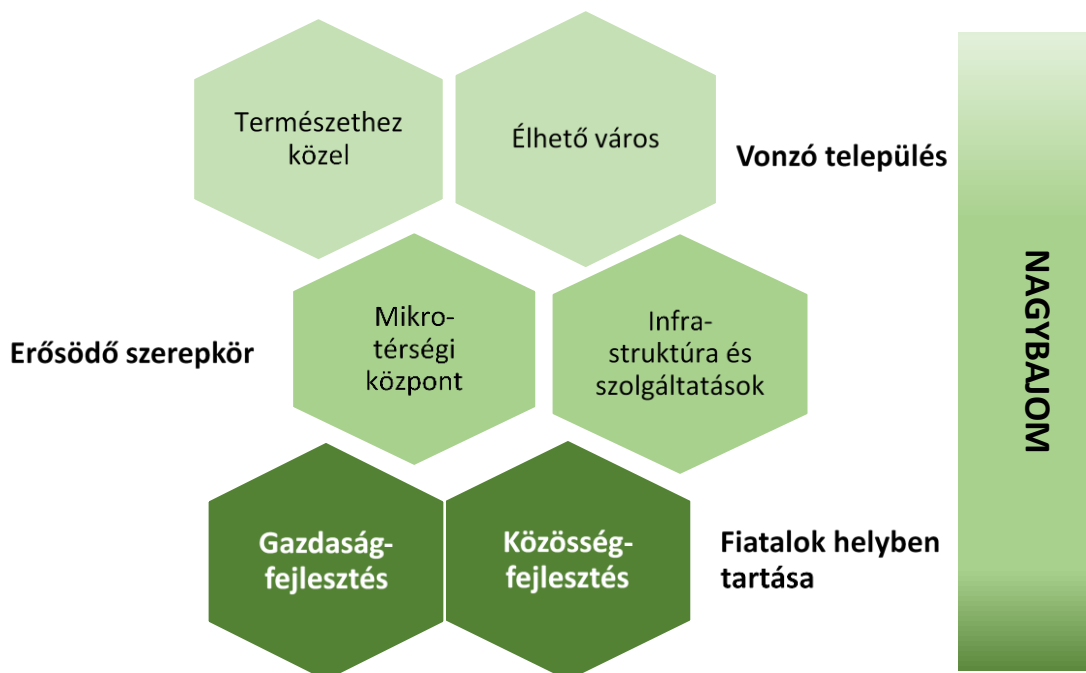 Természethez
közel
Élhető város
Vonzó település
Erősödő szerepkör
Mikro-
térségi
központ
Infra-
struktúra és
szolgáltatások
Gazdaság-
fejlesztés
Közösség-
fejlesztés
Fiatalok helyben
tartása
NAGYBAJOM